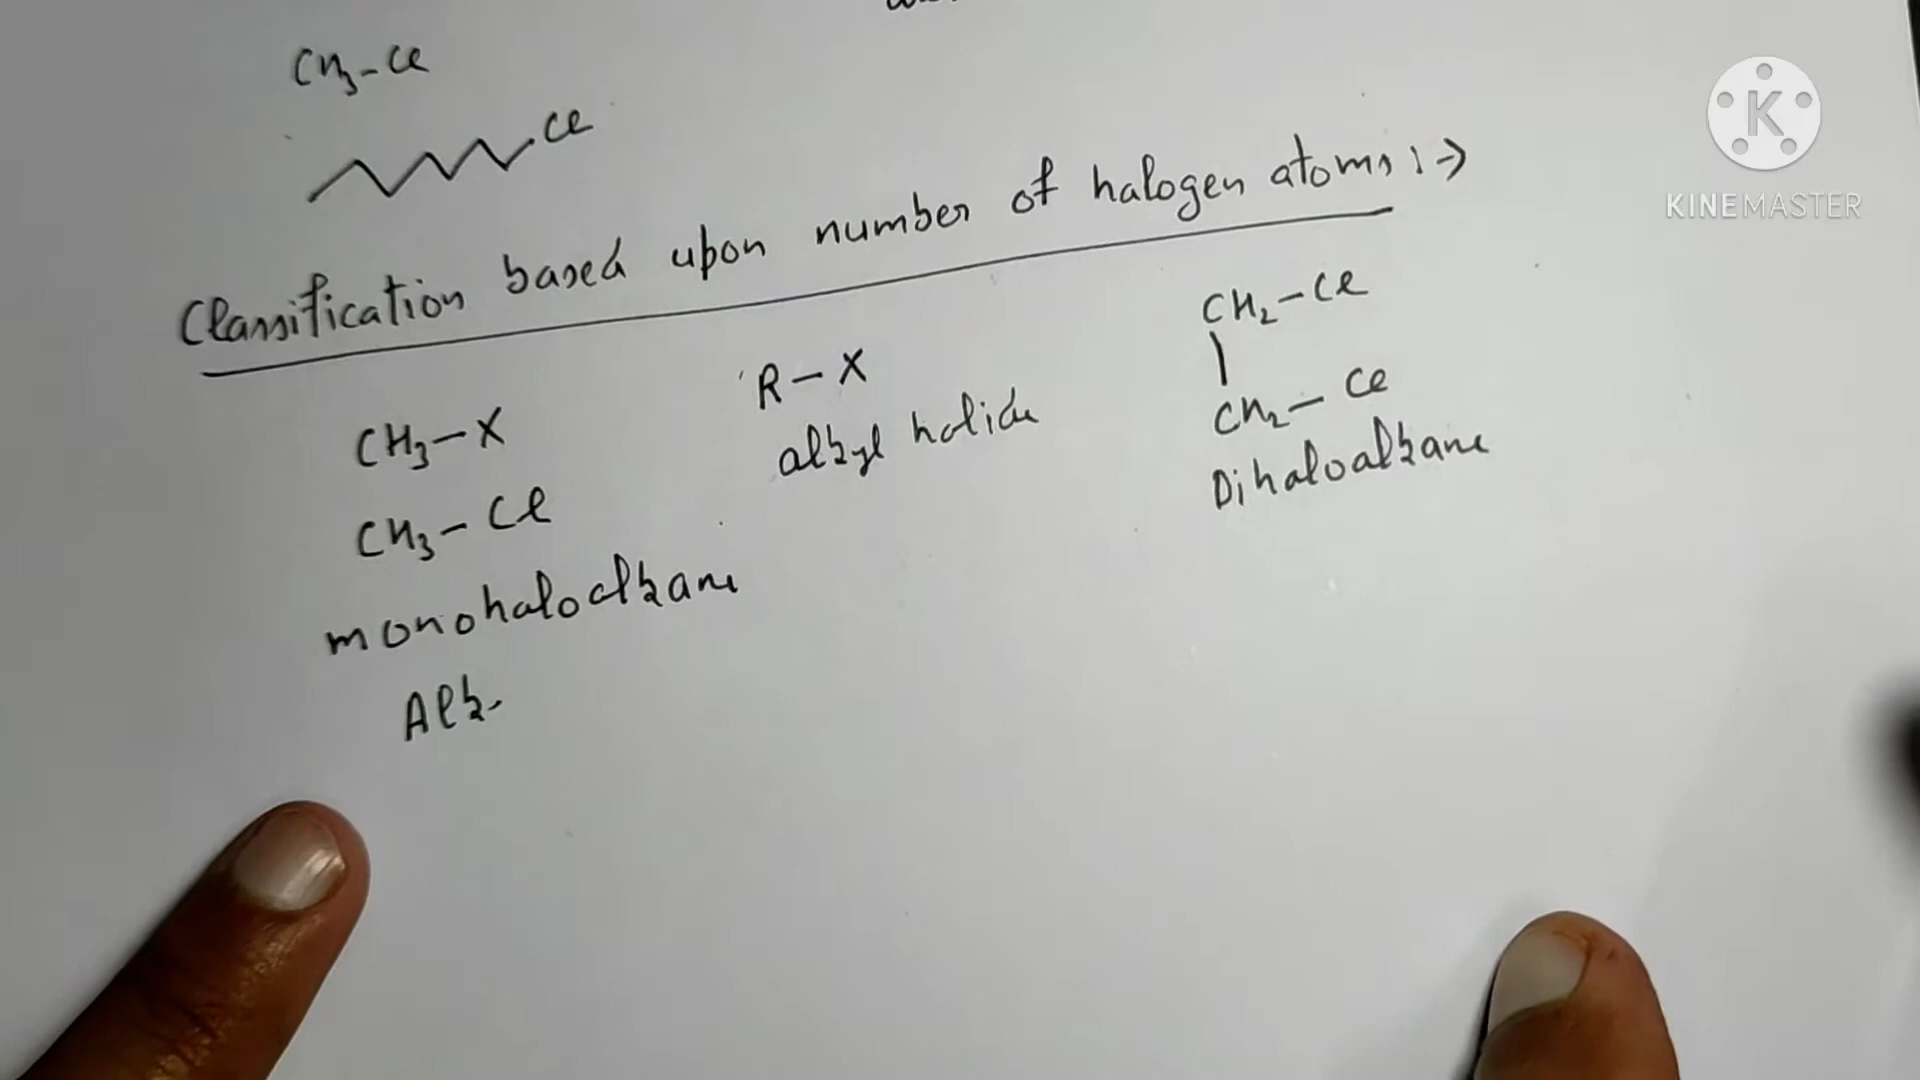 CH3-Cl
Cl
Classification based upon number of halogen atoms :->
CH3-X
CH3-Cl
monohaloalkane
Alk
R-X
alkyl halide
CH2-Cl
|
CH2-Cl
Dihaloalkane
K
KINEMASTER